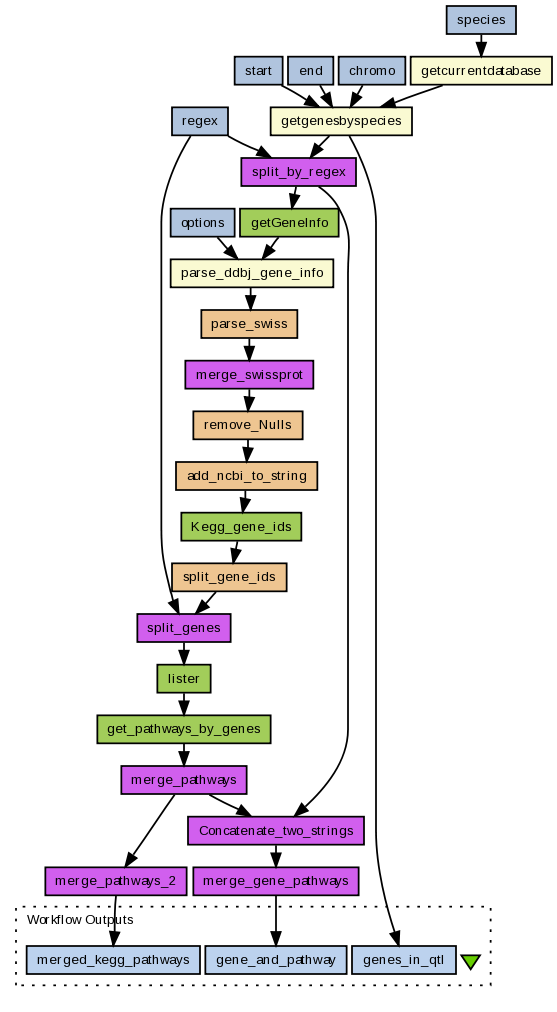 species
start end chromo getcurrentdatabase
regex getgenesbyspecies
split_by_regex
options getGeneInfo
parse_ddbj_gene_info
parse_swiss
merge_swissprot
remove_Nulls
add_ncbi_to_string
Kegg_gene_ids
split_gene_ids
split_genes
lister
get_pathways_by_genes
merge_pathways
Concatenate_two_strings
merge_pathways_2 merge_gene_pathways
Workflow Outputs
merged_kegg_pathways gene_and_pathway genes_in_qtl